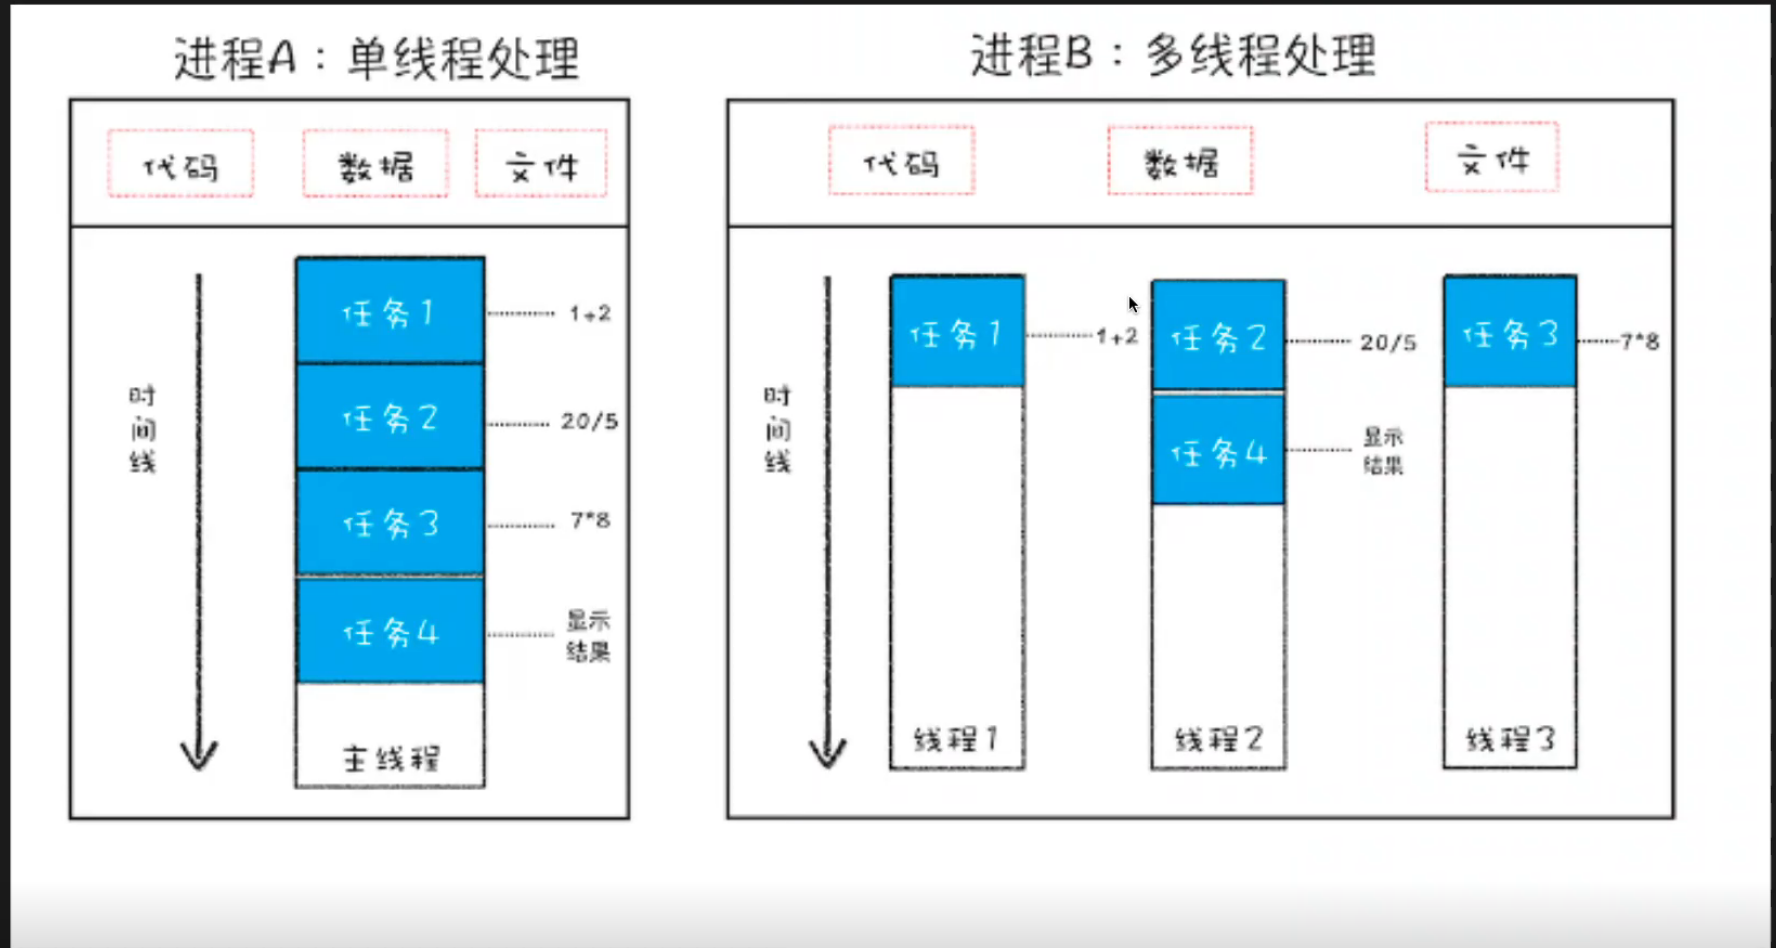 进程A：单线程处理
代码 数据 文件
时间线
任务1 1+2
任务2 20/5
任务3 7*8
任务4 显示
结果
主线程
进程B：多线程处理
代码 数据 文件
时间线
任务1 1+2
任务2 20/5
任务3 7*8
任务4 显示
结果
线程1 线程2 线程3